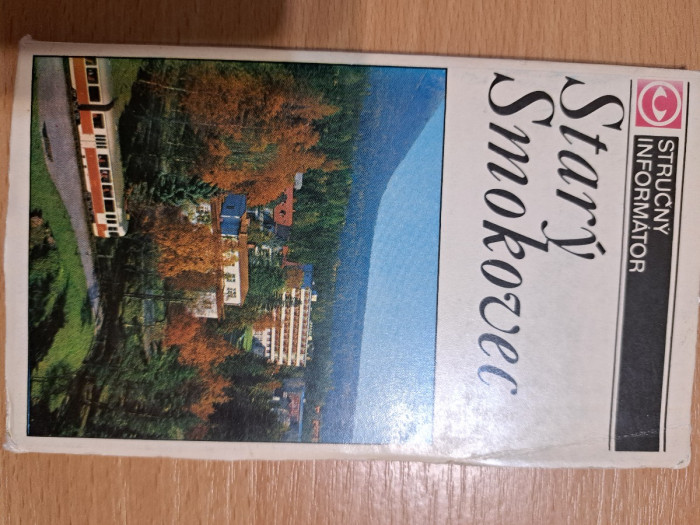 STRUČNÝ
INFORMÁTOR
Starý
Smokovec